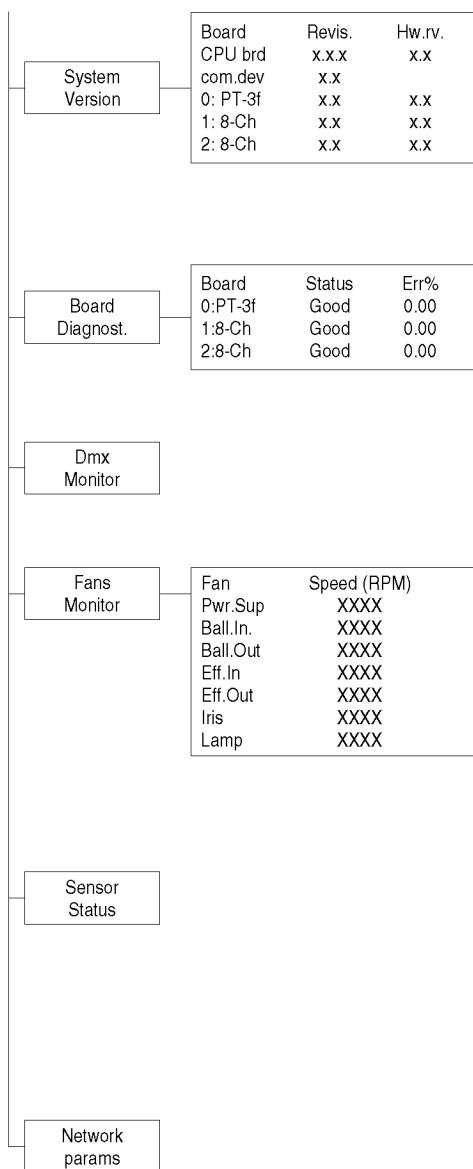 Board Revis. Hw.rv.
CPU brd x.x.x x.x
com.dev x.x
0: PT-3f x.x x.x
1: 8-Ch x.x x.x
2: 8-Ch x.x x.x
System
Version
Board Status Err%
0:PT-3f Good 0.00
1:8-Ch Good 0.00
2:8-Ch Good 0.00
Board
Diagnost.
Dmx
Monitor
Fans
Monitor
Fan Speed (RPM)
Pwr.Sup XXXX
Ball.In. XXXX
Ball.Out XXXX
Eff.In XXXX
Eff.Out XXXX
Iris XXXX
Lamp XXXX
Sensor
Status
Network
params